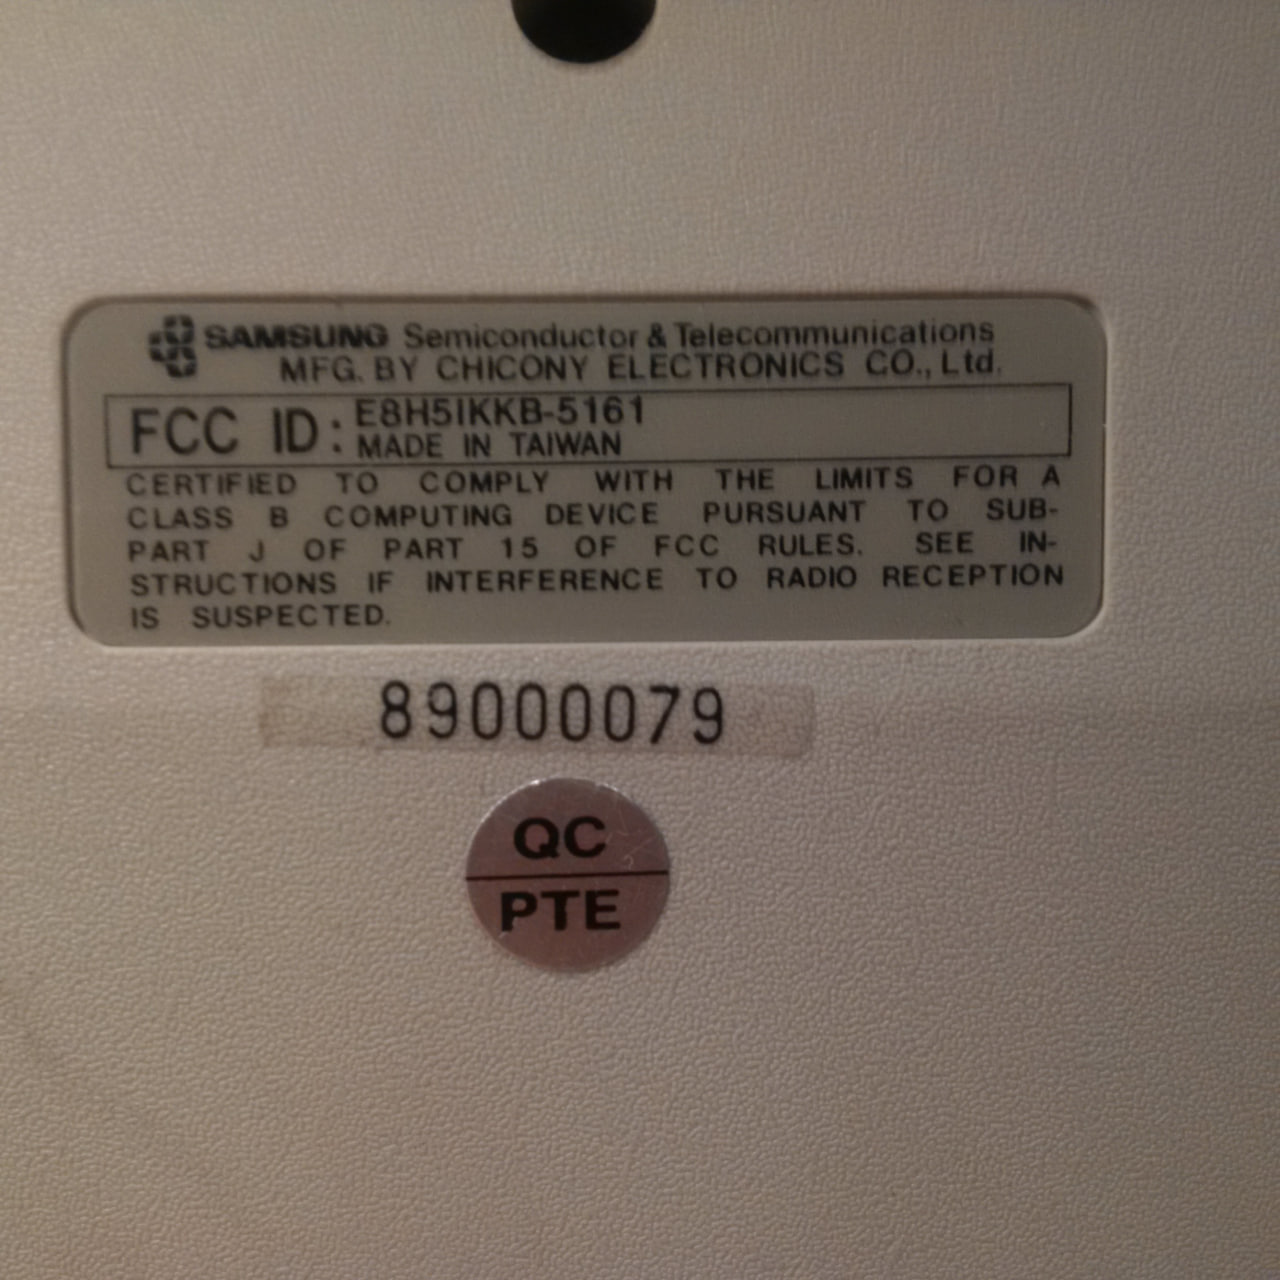 SAMSUNG Semiconductor & Telecommunications
MFG. BY CHICONY ELECTRONICS CO., Ltd.
FCC ID: E8H5IKKB-5161
MADE IN TAIWAN
CERTIFIED TO COMPLY WITH THE LIMITS FOR A
CLASS B COMPUTING DEVICE PURSUANT TO SUB-
PART J OF PART 15 OF FCC RULES. SEE IN-
STRUCTIONS IF INTERFERENCE TO RADIO RECEPTION
IS SUSPECTED.
89000079
QC
PTE